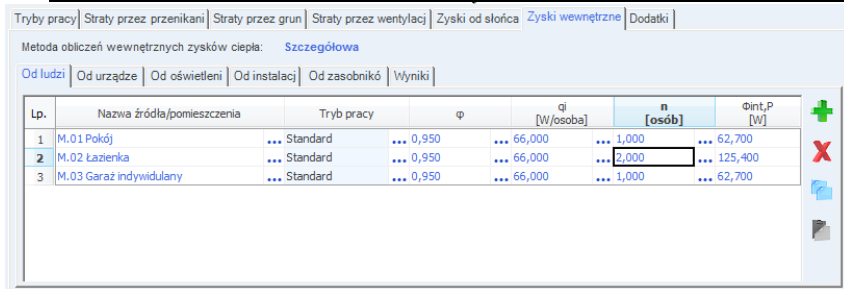 Tryby pracy Straty przez przenikani Straty przez grun Straty przez wentylacj Zyski od słońca Zyski wewnętrzne Dodatki
Metoda obliczeń wewnętrznych zysków ciepła: Szczegółowa
Od ludzi Od urządze Od oświetleni Od instalacj Od zasobnikó Wyniki
Lp. Nazwa źródła/pomieszczenia Tryb pracy φ qi [W/osoba] n [osób] Φint,P [W]
1 M.01 Pokój ... Standard ... 0,950 ... 66,000 ... 1,000 ... 62,700
2 M.02 Łazienka ... Standard ... 0,950 ... 66,000 ... 2,000 ... 125,400
3 M.03 Garaż indywidulany ... Standard ... 0,950 ... 66,000 ... 1,000 ... 62,700